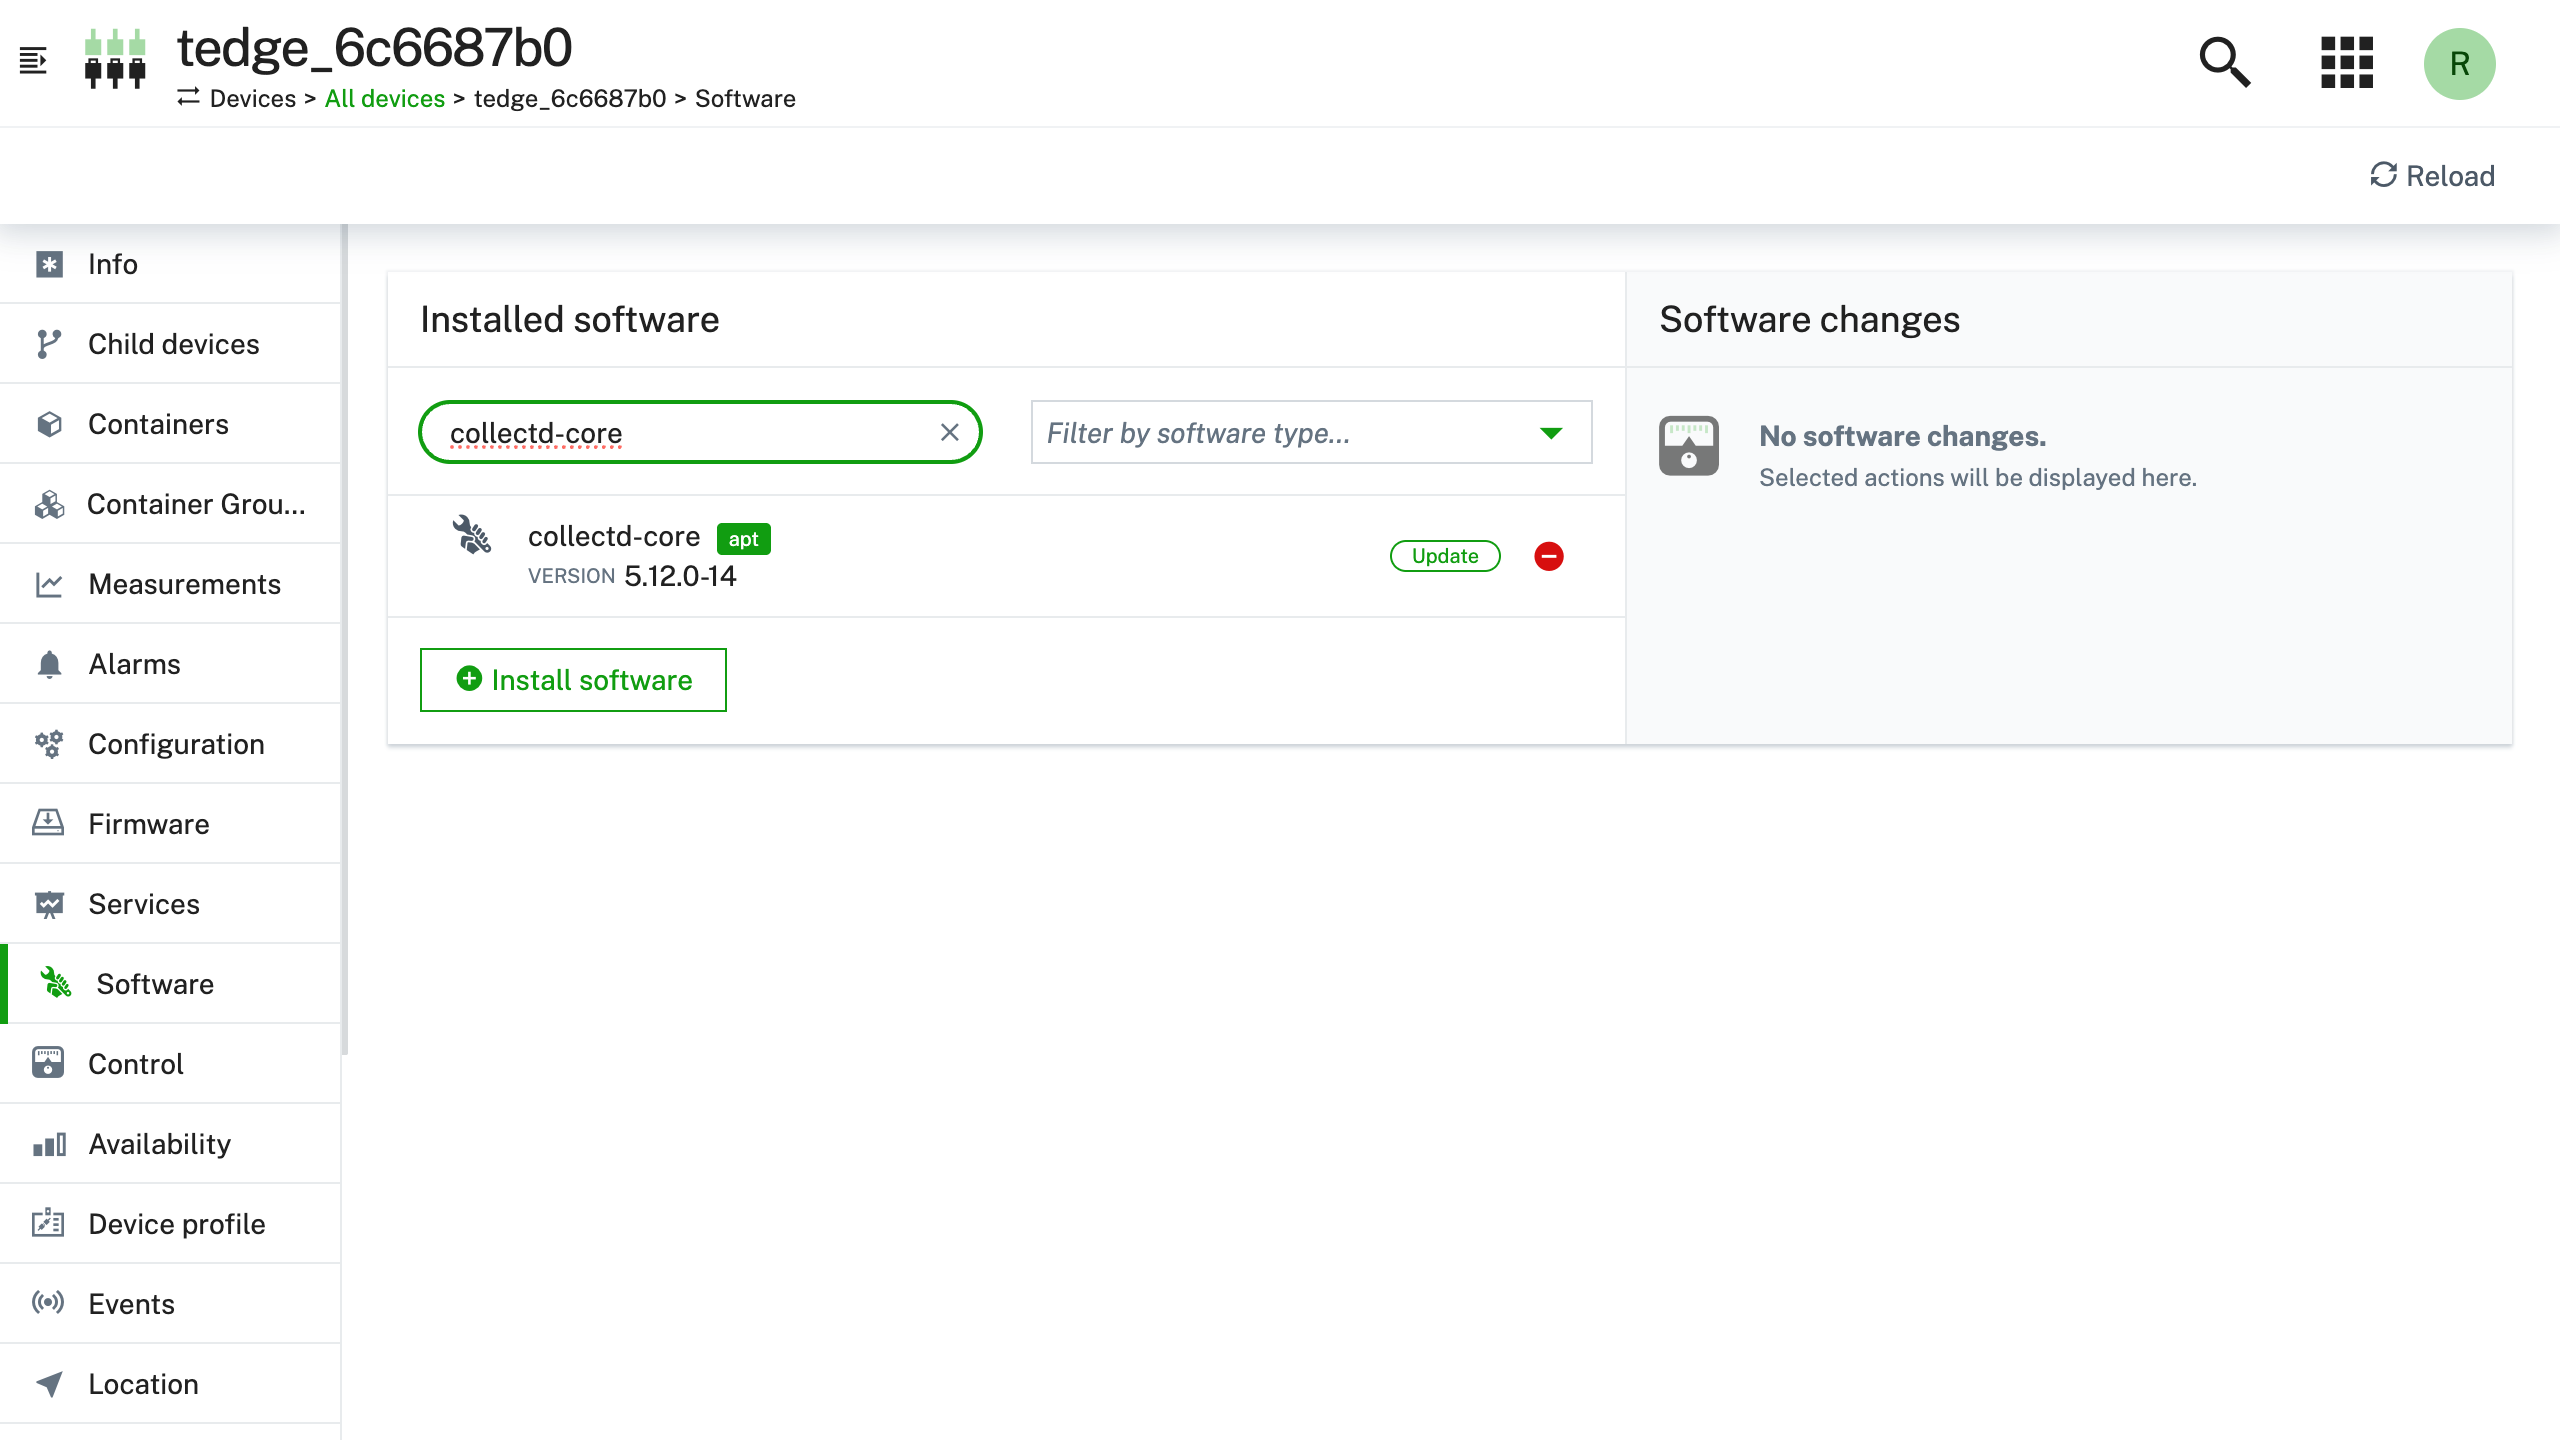 tedge_6c6687b0
Devices > All devices > tedge_6c6687b0 > Software
R
Reload
Info
Child devices
Containers
Container Grou...
Measurements
Alarms
Configuration
Firmware
Services
Software
Control
Availability
Device profile
Events
Location
Installed software
collectd-core
Filter by software type...
collectd-core apt
VERSION 5.12.0-14
Update
Install software
Software changes
No software changes.
Selected actions will be displayed here.